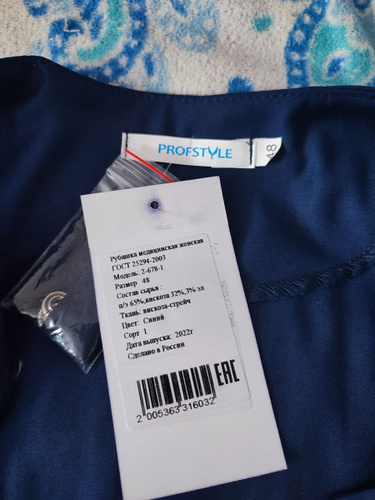 PROFSTYLE
48
Рубашка медицинская женская
ГОСТ 25294-2003
Модель: 2-678-1
Размер 48
Состав сырья :
п/э 65%,вискоза 32%,3% эл
Ткань: вискоза-стрейч
Цвет: Синий
Сорт 1
Дата выпуска: 2022г
Сделано в России
EAC
2 005363 316032